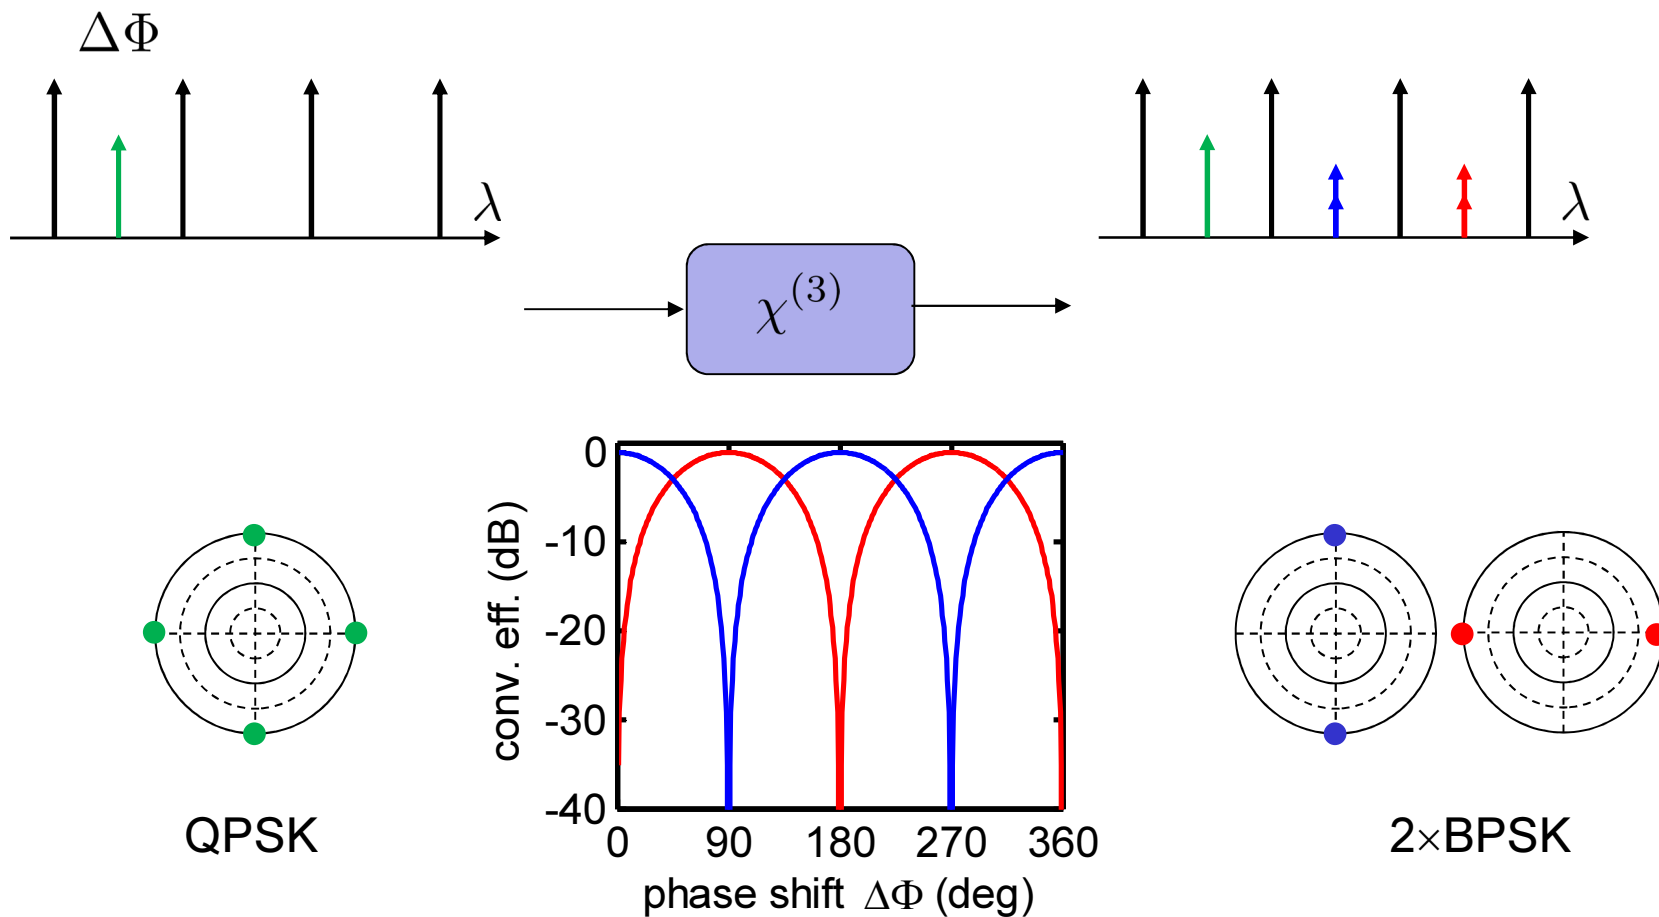 ΔΦ
λ
λ
χ⁽³⁾
0
-10
-20
-30
-40
conv. eff. (dB)
0 90 180 270 360
phase shift ΔΦ (deg)
QPSK
2×BPSK